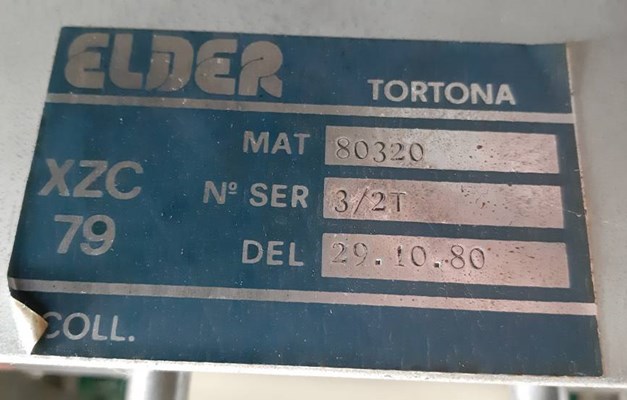 ELDER TORTONA
MAT 80320
XZC
Nº SER 3/2T
79
DEL 29.10.80
COLL.